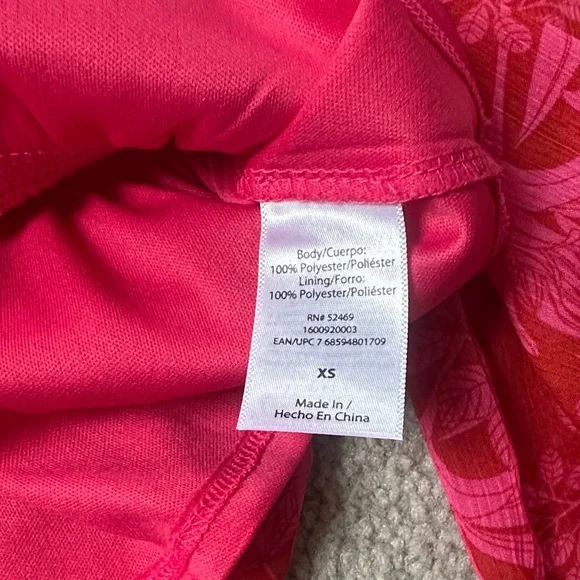 Body/Cuerpo:
100% Polyester/Poliéster
Lining/Forro:
100% Polyester/Poliéster
RN# 52469
1600920003
EAN/UPC 7 68594801709
XS
Made In /
Hecho En China